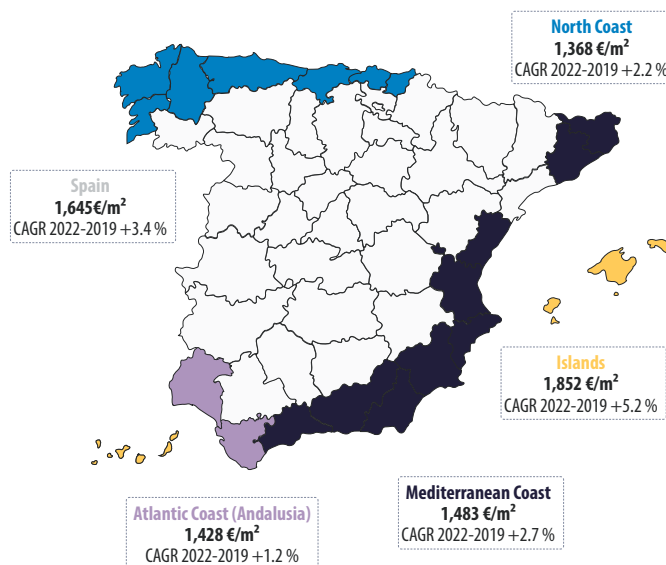 North Coast
1,368 €/m²
CAGR 2022-2019 +2.2 %
Spain
1,645€/m²
CAGR 2022-2019 +3.4 %
Islands
1,852 €/m²
CAGR 2022-2019 +5.2 %
Mediterranean Coast
1,483 €/m²
CAGR 2022-2019 +2.7 %
Atlantic Coast (Andalusia)
1,428 €/m²
CAGR 2022-2019 +1.2 %